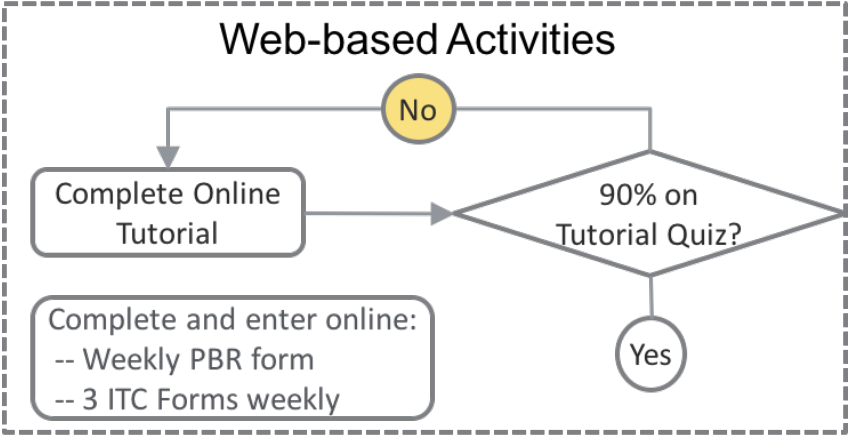 Web-based Activities
No
Complete Online
Tutorial
90% on
Tutorial Quiz?
Complete and enter online:
-- Weekly PBR form
-- 3 ITC Forms weekly
Yes